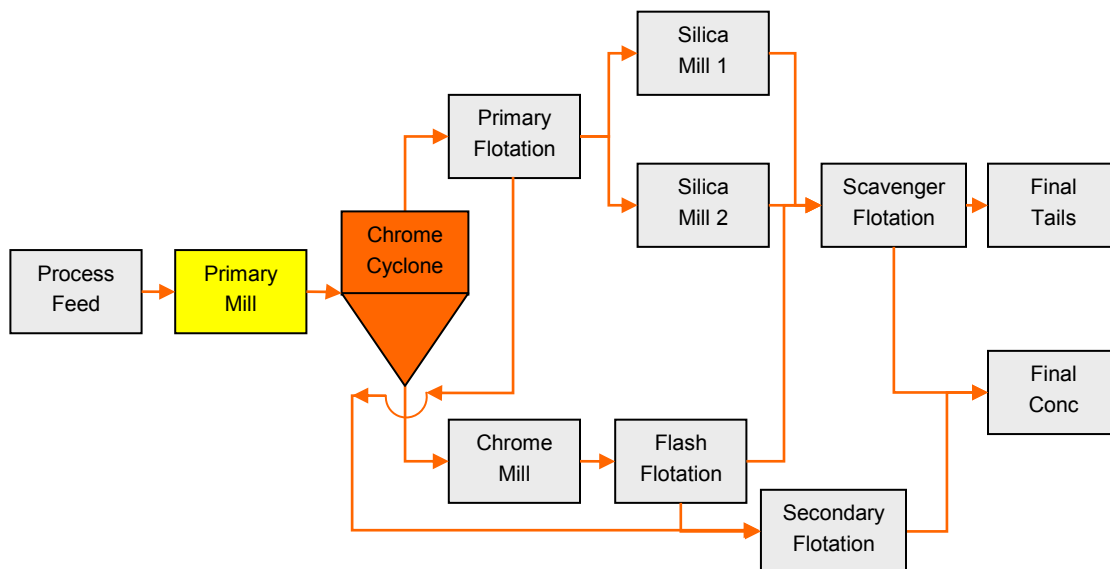 Silica
Mill 1
Primary
Flotation
Silica
Mill 2
Scavenger
Flotation
Final
Tails
Chrome
Cyclone
Process
Feed
Primary
Mill
Final
Conc
Chrome
Mill
Flash
Flotation
Secondary
Flotation